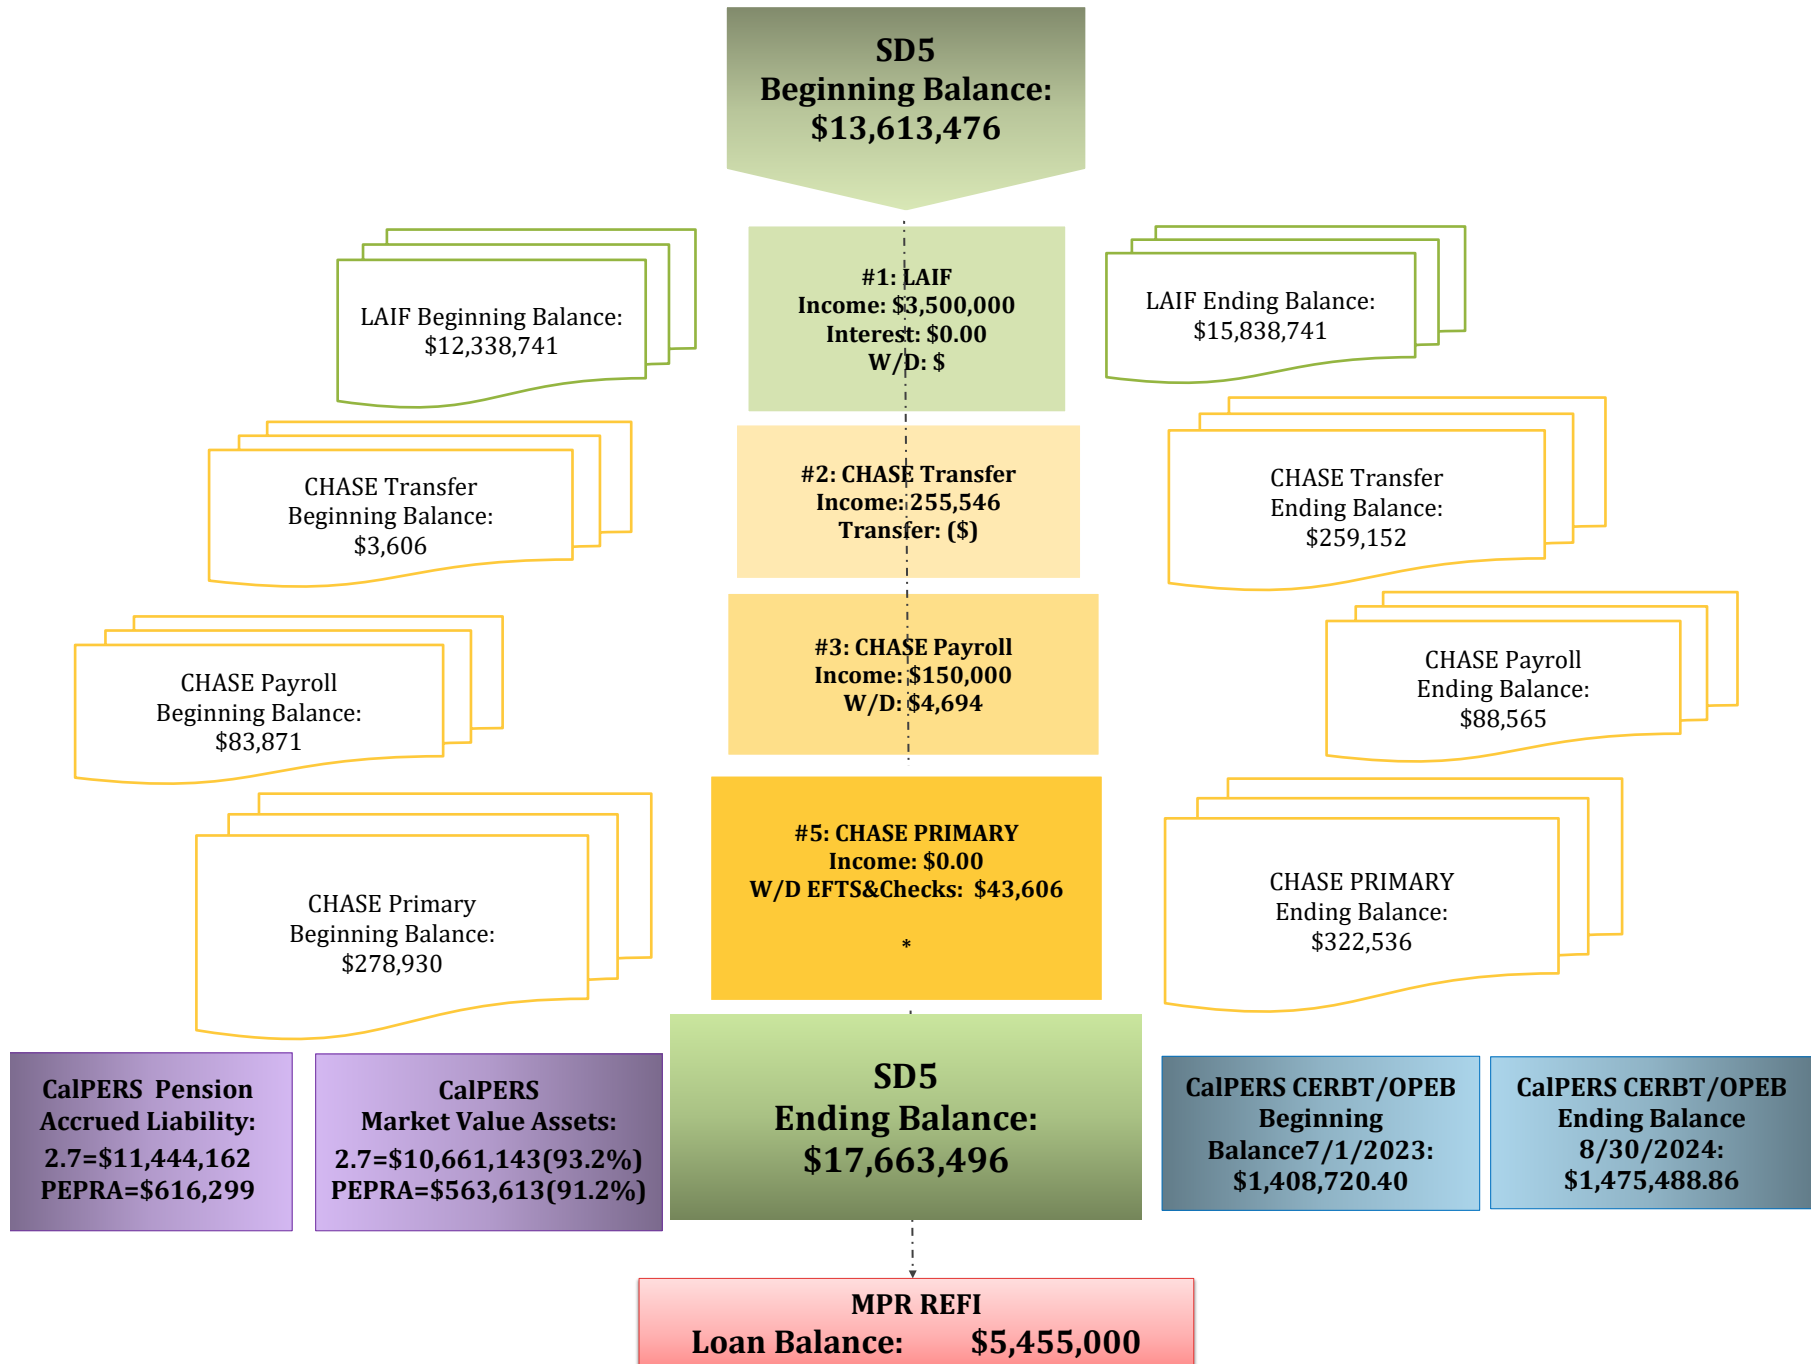 SD5
Beginning Balance:
$13,613,476
LAIF Beginning Balance:
$12,338,741
#1: LAIF
Income: $3,500,000
Interest: $0.00
W/D: $
LAIF Ending Balance:
$15,838,741
CHASE Transfer
Beginning Balance:
$3,606
#2: CHASE Transfer
Income: 255,546
Transfer: ($)
CHASE Transfer
Ending Balance:
$259,152
CHASE Payroll
Beginning Balance:
$83,871
#3: CHASE Payroll
Income: $150,000
W/D: $4,694
CHASE Payroll
Ending Balance:
$88,565
CHASE Primary
Beginning Balance:
$278,930
#5: CHASE PRIMARY
Income: $0.00
W/D EFTS&Checks: $43,606
*
CHASE PRIMARY
Ending Balance:
$322,536
CalPERS Pension
Accrued Liability:
2.7=$11,444,162
PEPRA=$616,299
CalPERS
Market Value Assets:
2.7=$10,661,143(93.2%)
PEPRA=$563,613(91.2%)
SD5
Ending Balance:
$17,663,496
CalPERS CERBT/OPEB
Beginning
Balance7/1/2023:
$1,408,720.40
CalPERS CERBT/OPEB
Ending Balance
8/30/2024:
$1,475,488.86
MPR REFI
Loan Balance: $5,455,000